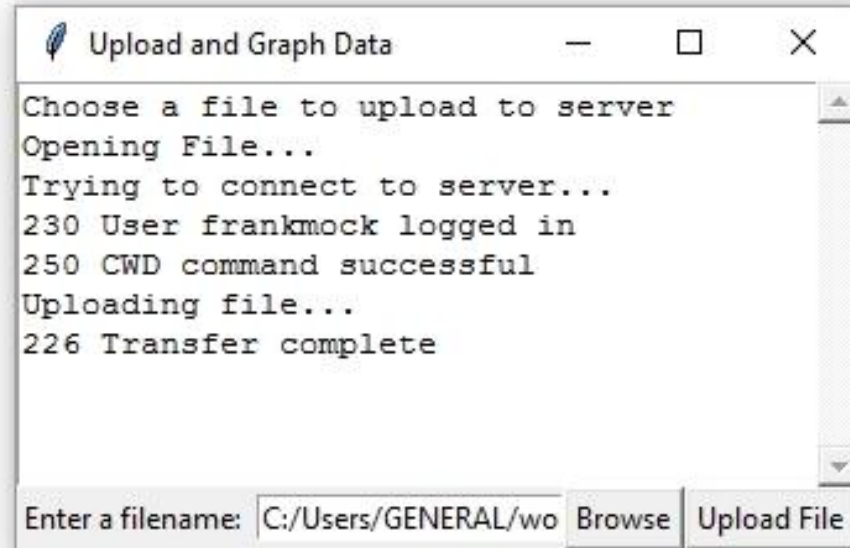 Upload and Graph Data
Choose a file to upload to server
Opening File...
Trying to connect to server...
230 User frankmock logged in
250 CWD command successful
Uploading file...
226 Transfer complete
Enter a filename: C:/Users/GENERAL/wo Browse Upload File